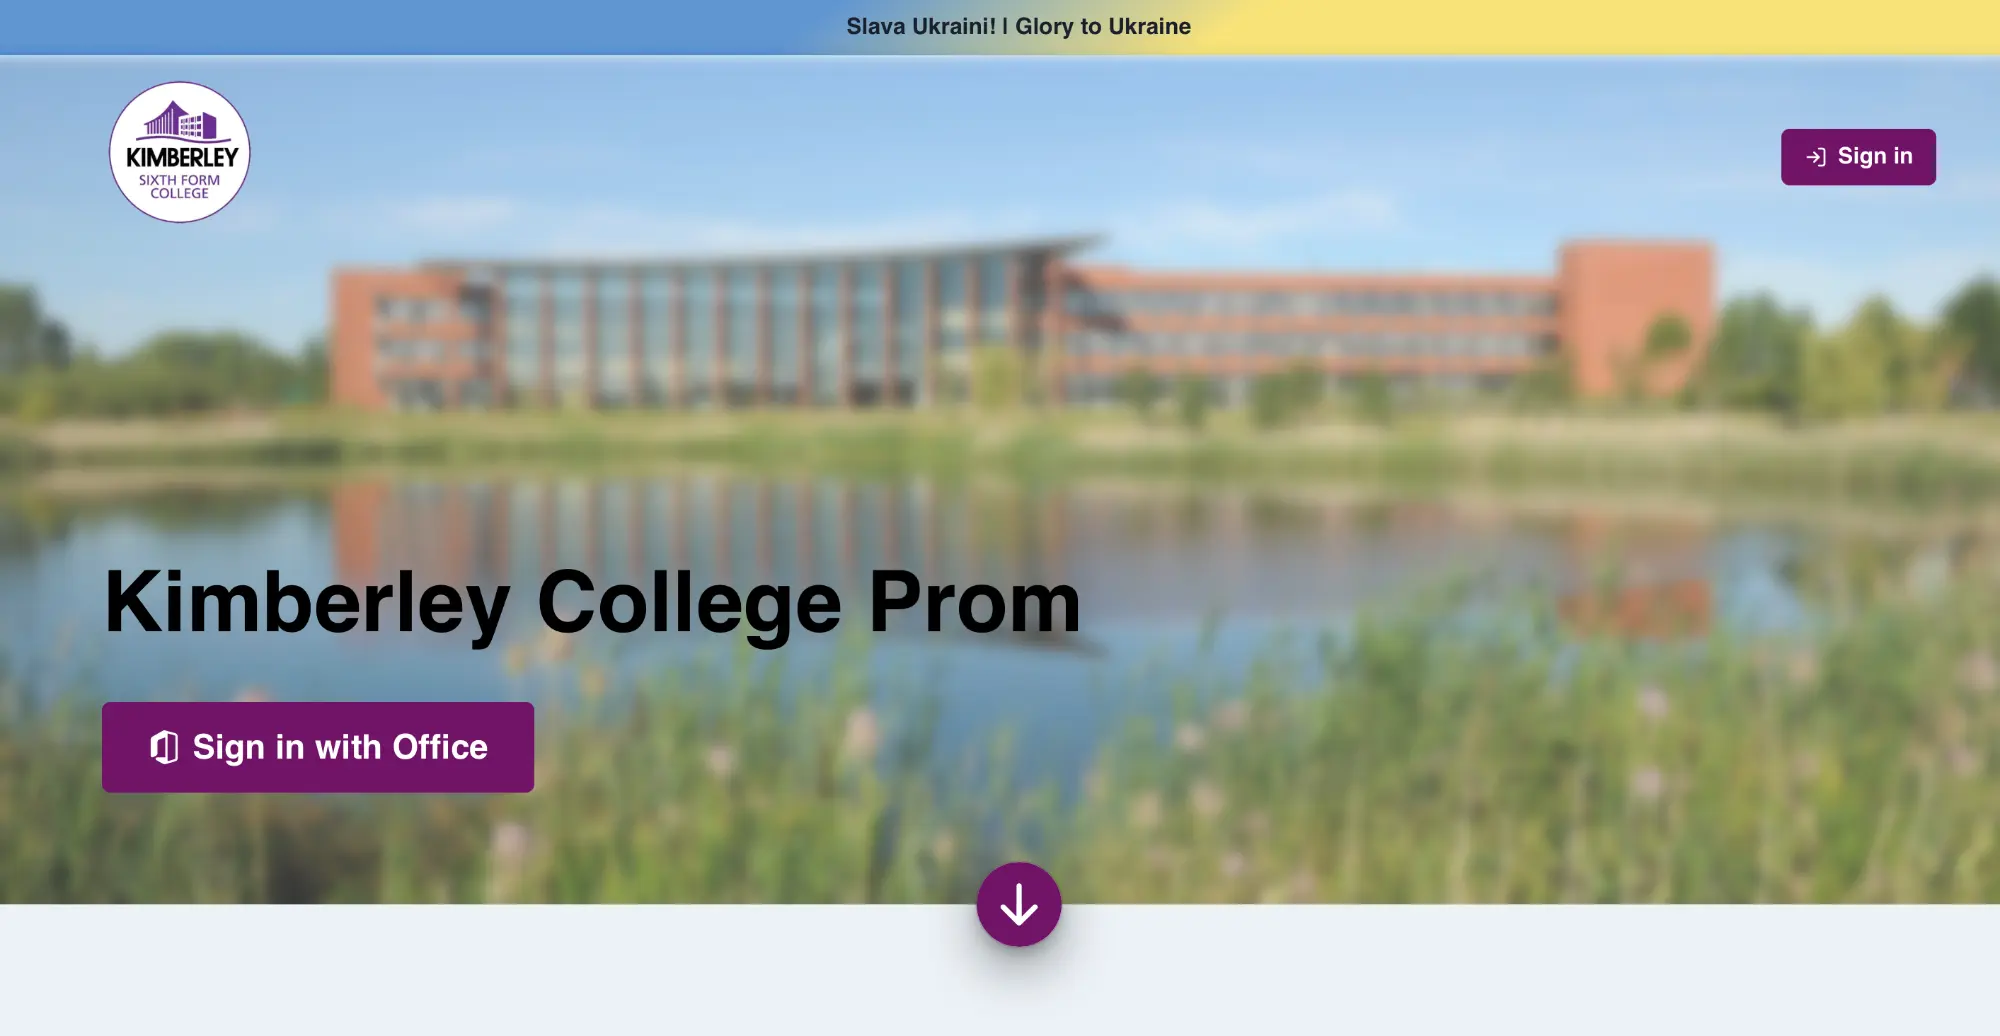 Slava Ukraini! | Glory to Ukraine
KIMBERLEY
SIXTH FORM
COLLEGE
Sign in
Kimberley College Prom
Sign in with Office